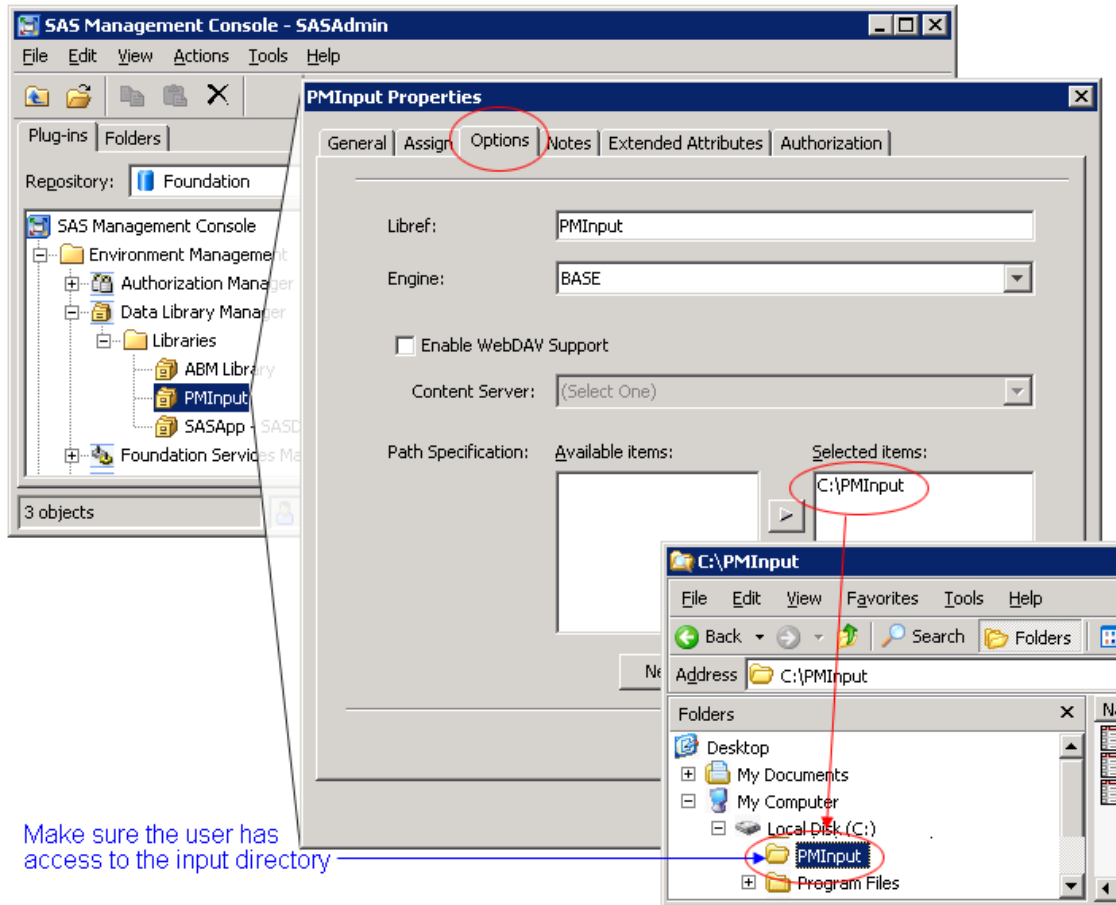 SAS Management Console - SASAdmin
File Edit View Actions Tools Help
Plug-ins Folders
Repository: Foundation
SAS Management Console
Environment Management
Authorization Manager
Data Library Manager
Libraries
ABM Library
PMInput
SASApp - SASD
Foundation Services Ma
3 objects
PMInput Properties
General Assign Options Notes Extended Attributes Authorization
Libref: PMInput
Engine: BASE
Enable WebDAV Support
Content Server: (Select One)
Path Specification: Available items: Selected items:
C:\PMInput
Ne
C:\PMInput
File Edit View Favorites Tools Help
Back Search Folders
Address C:\PMInput
Folders
Desktop
My Documents
My Computer
Local Disk (C:)
PMInput
Program Files
Make sure the user has
access to the input directory